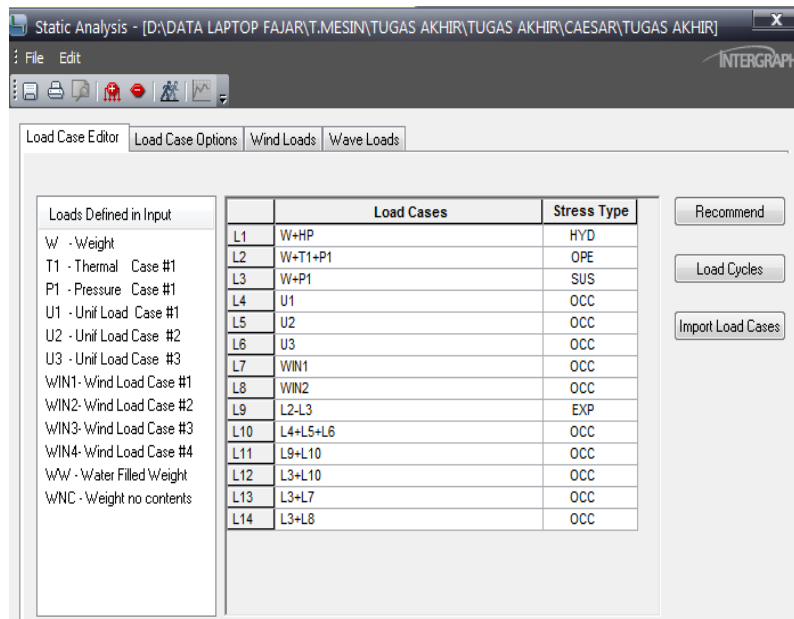 Static Analysis - [D:\DATA LAPTOP FAJAR\T.MESIN\TUGAS AKHIR\TUGAS AKHIR\CAESAR\TUGAS AKHIR]
X
File Edit
INTERGRAPH
Load Case Editor Load Case Options Wind Loads Wave Loads
Loads Defined in Input
W - Weight
T1 - Thermal Case #1
P1 - Pressure Case #1
U1 - Unif Load Case #1
U2 - Unif Load Case #2
U3 - Unif Load Case #3
WIN1- Wind Load Case #1
WIN2- Wind Load Case #2
WIN3- Wind Load Case #3
WIN4- Wind Load Case #4
WW - Water Filled Weight
WNC - Weight no contents
Load Cases Stress Type
L1 W+HP HYD
L2 W+T1+P1 OPE
L3 W+P1 SUS
L4 U1 OCC
L5 U2 OCC
L6 U3 OCC
L7 WIN1 OCC
L8 WIN2 OCC
L9 L2-L3 EXP
L10 L4+L5+L6 OCC
L11 L9+L10 OCC
L12 L3+L10 OCC
L13 L3+L7 OCC
L14 L3+L8 OCC
Recommend
Load Cycles
Import Load Cases